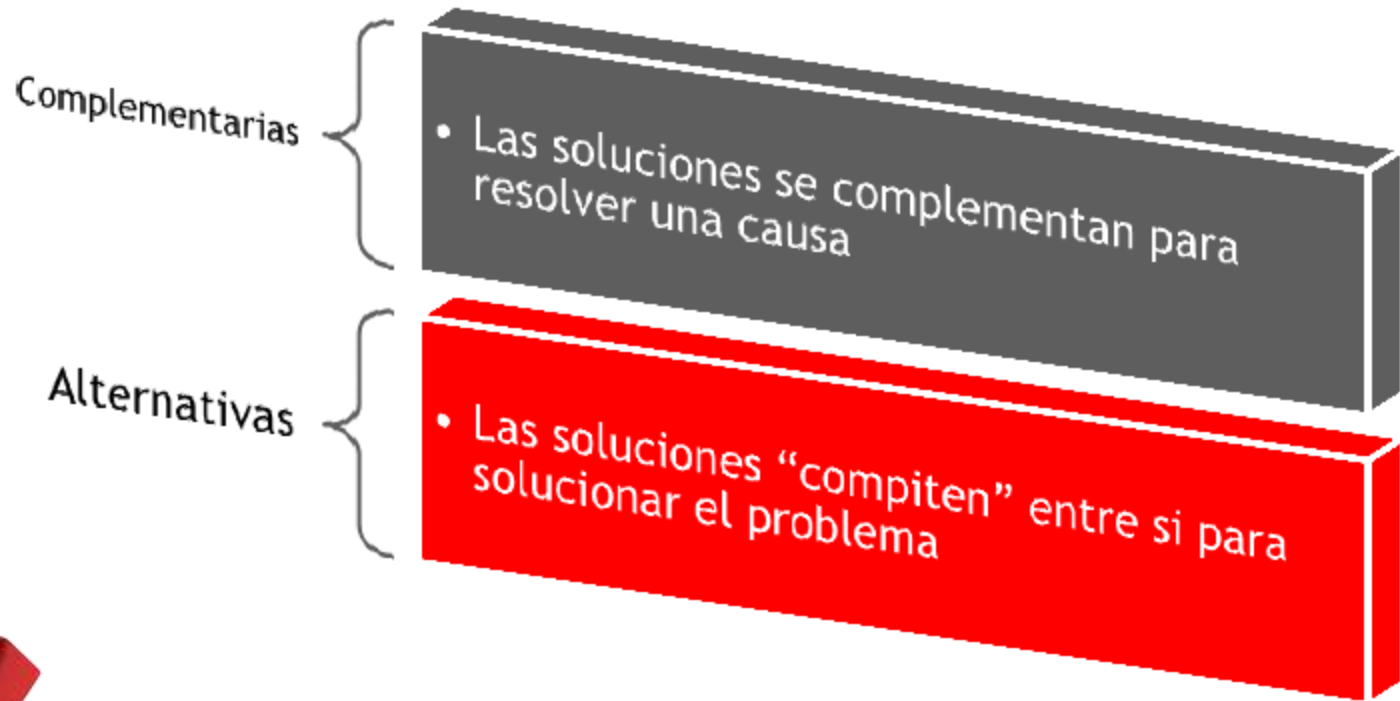 Complementarias
• Las soluciones se complementan para
resolver una causa
Alternativas
• Las soluciones “compiten” entre si para
solucionar el problema